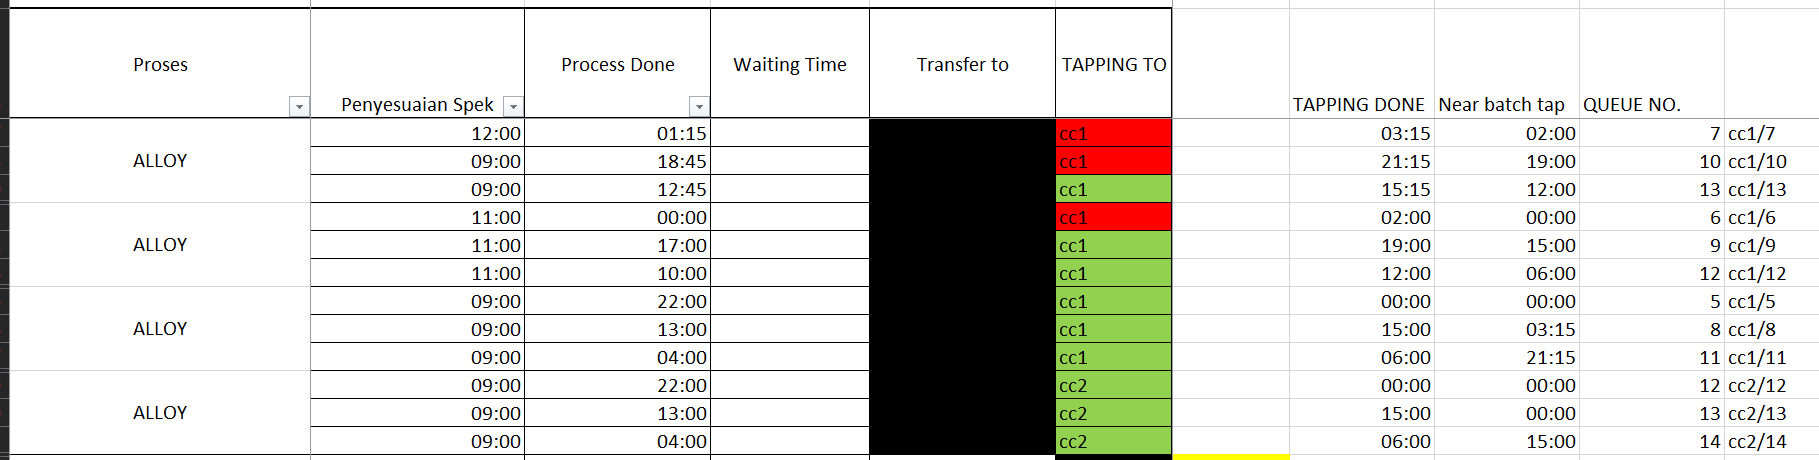 Proses Penyesuaian Spek Process Done Waiting Time Transfer to TAPPING TO TAPPING DONE Near batch tap QUEUE NO.
ALLOY
12:00 01:15 cc1 03:15 02:00 7 cc1/7
09:00 18:45 cc1 21:15 19:00 10 cc1/10
09:00 12:45 cc1 15:15 12:00 13 cc1/13
ALLOY
11:00 00:00 cc1 02:00 00:00 6 cc1/6
11:00 17:00 cc1 19:00 15:00 9 cc1/9
11:00 10:00 cc1 12:00 06:00 12 cc1/12
ALLOY
09:00 22:00 cc1 00:00 00:00 5 cc1/5
09:00 13:00 cc1 15:00 03:15 8 cc1/8
09:00 04:00 cc1 06:00 21:15 11 cc1/11
ALLOY
09:00 22:00 cc2 00:00 00:00 12 cc2/12
09:00 13:00 cc2 15:00 00:00 13 cc2/13
09:00 04:00 cc2 06:00 15:00 14 cc2/14